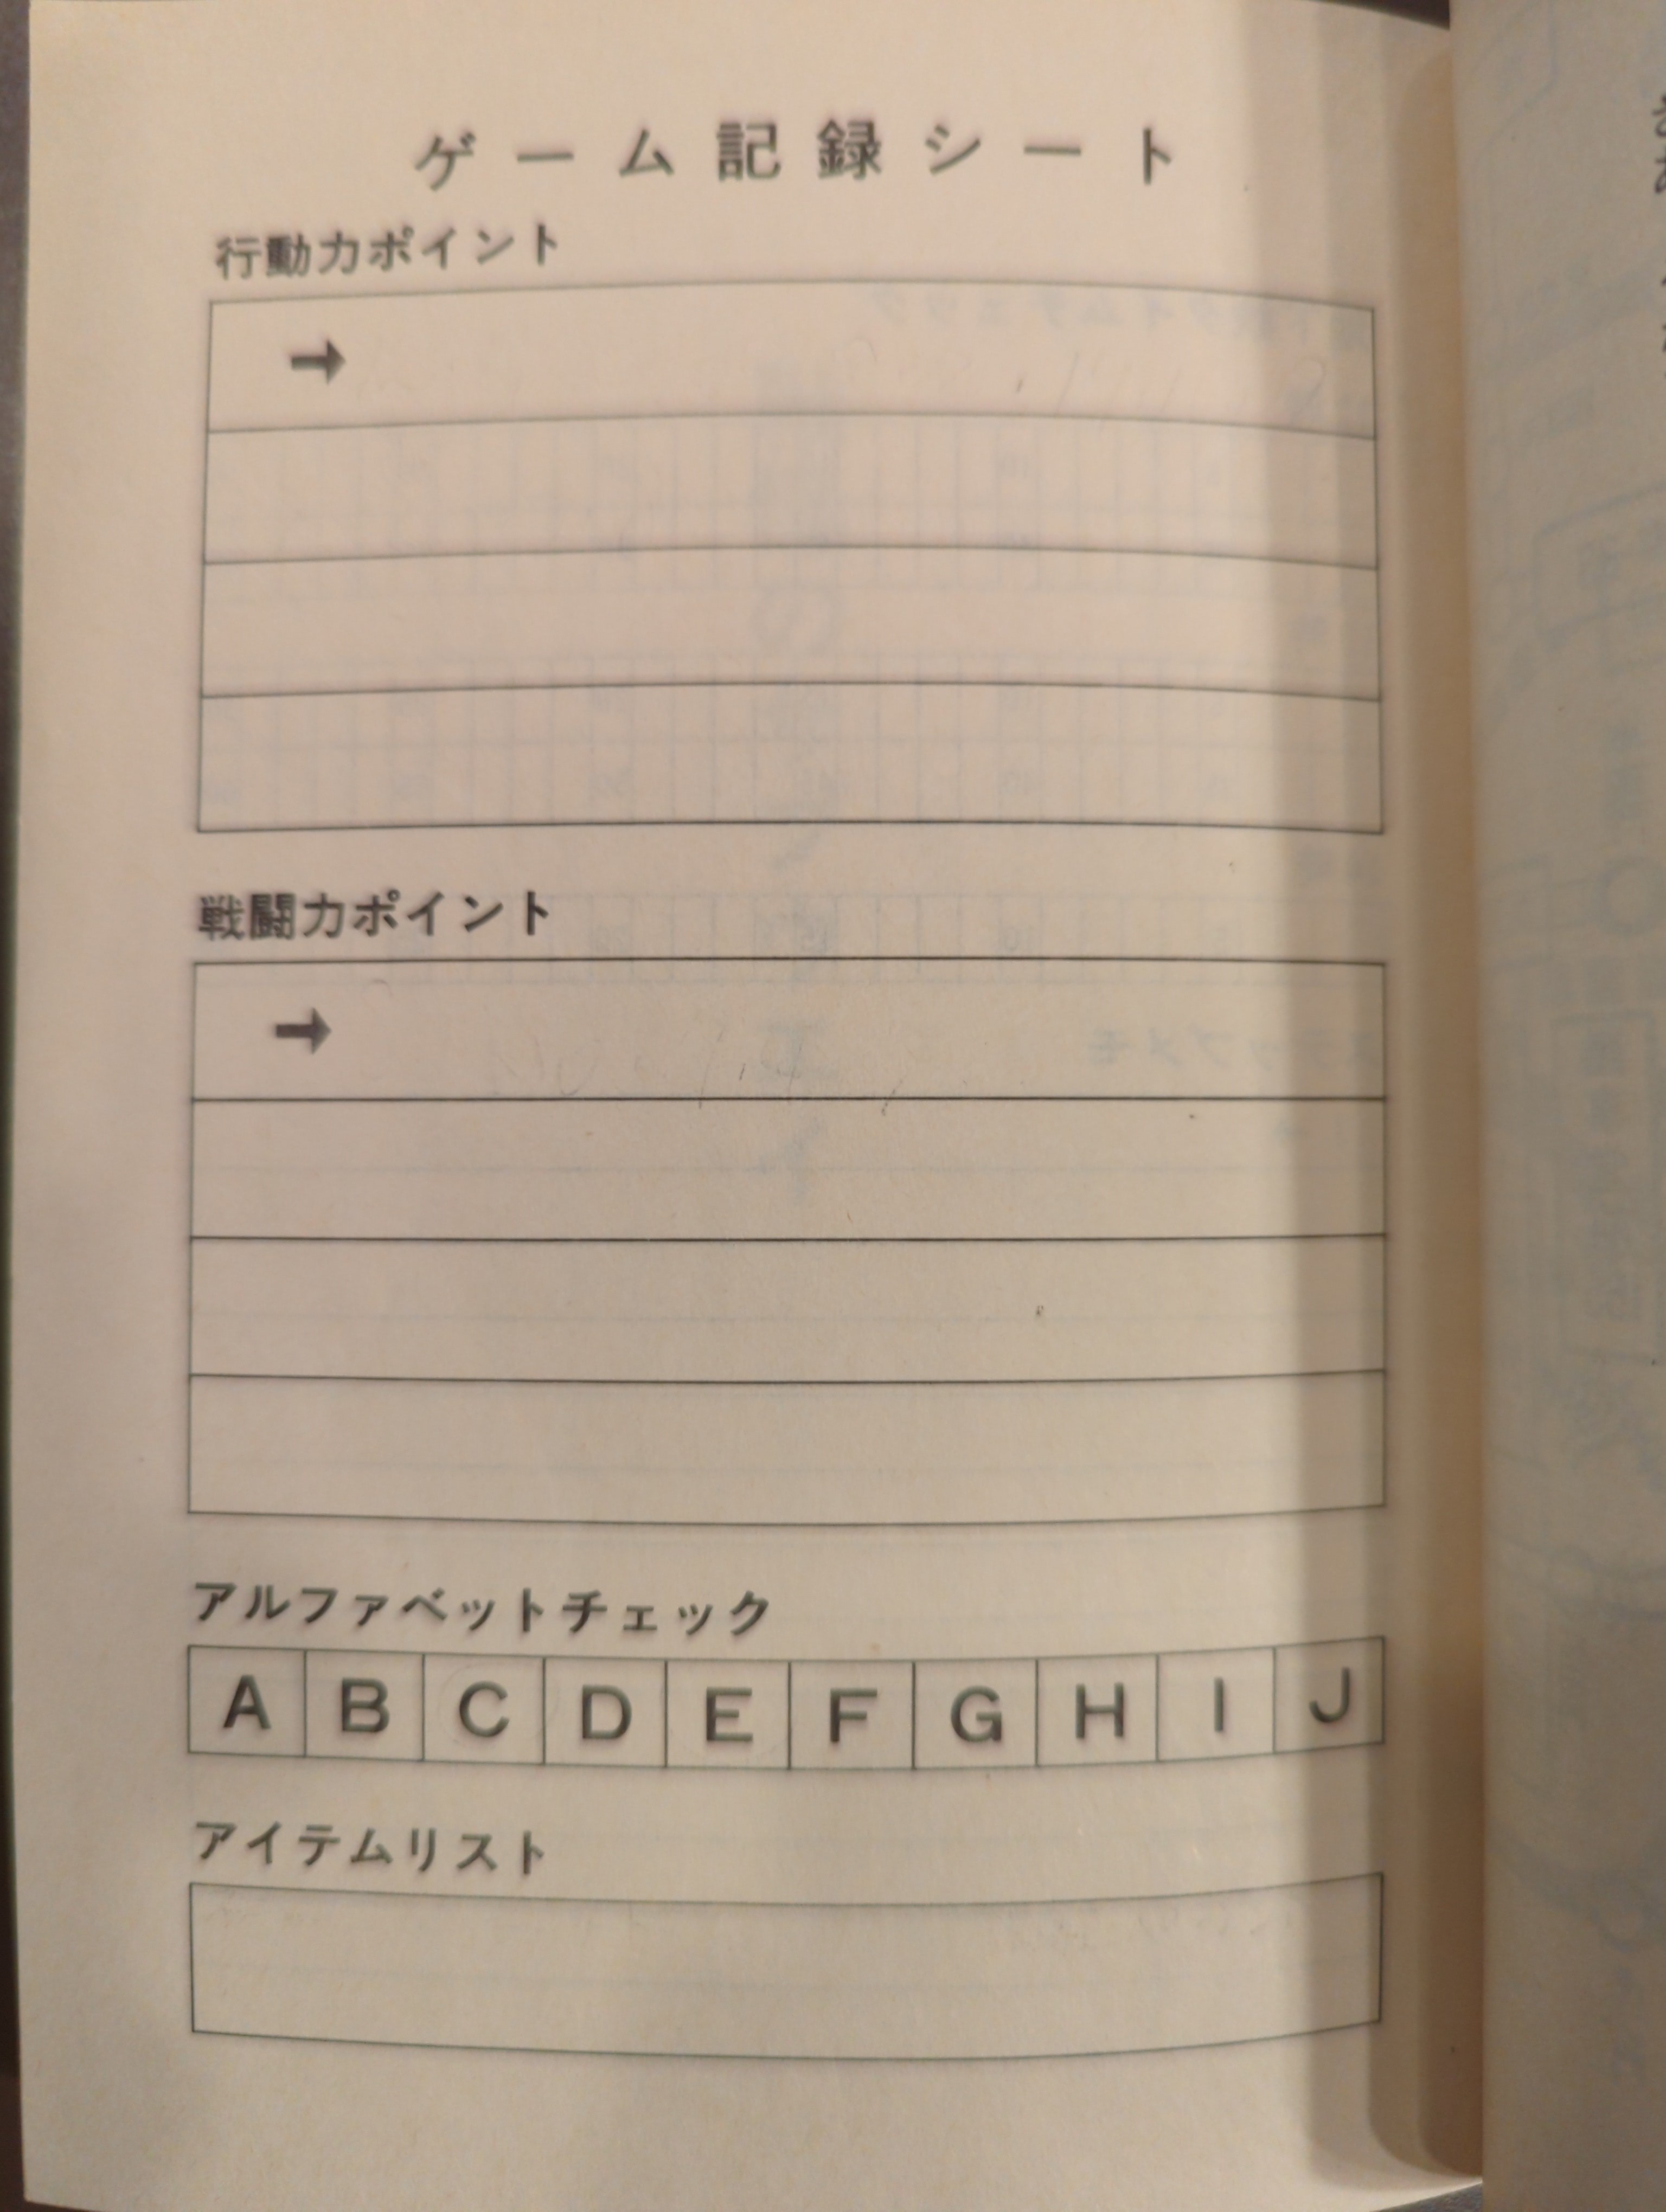 ゲーム記録シート
行動力ポイント
→
戦闘力ポイント
→
アルファベットチェック
A B C D E F G H I J
アイテムリスト